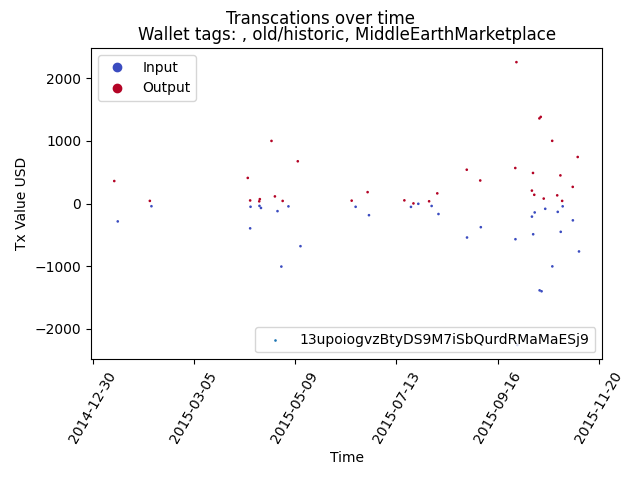 Transcations over time
Wallet tags: , old/historic, MiddleEarthMarketplace
Input
Output
2000
1000
0
−1000
−2000
Tx Value USD
13upoiogvzBtyDS9M7iSbQurdRMaMaESj9
2014-12-30
2015-03-05
2015-05-09
2015-07-13
2015-09-16
2015-11-20
Time